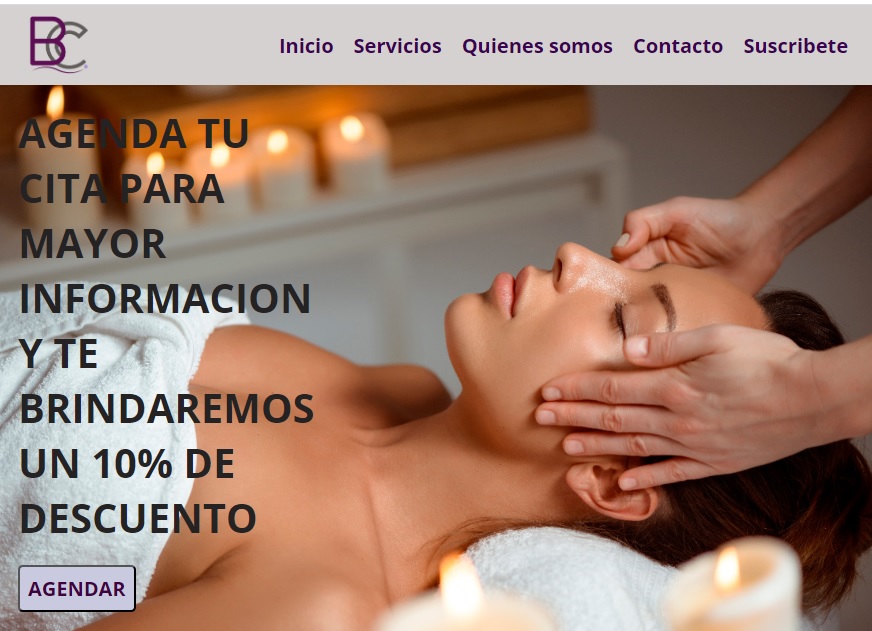 BC
Inicio Servicios Quienes somos Contacto Suscribete
AGENDA TU
CITA PARA
MAYOR
INFORMACION
Y TE
BRINDAREMOS
UN 10% DE
DESCUENTO
AGENDAR